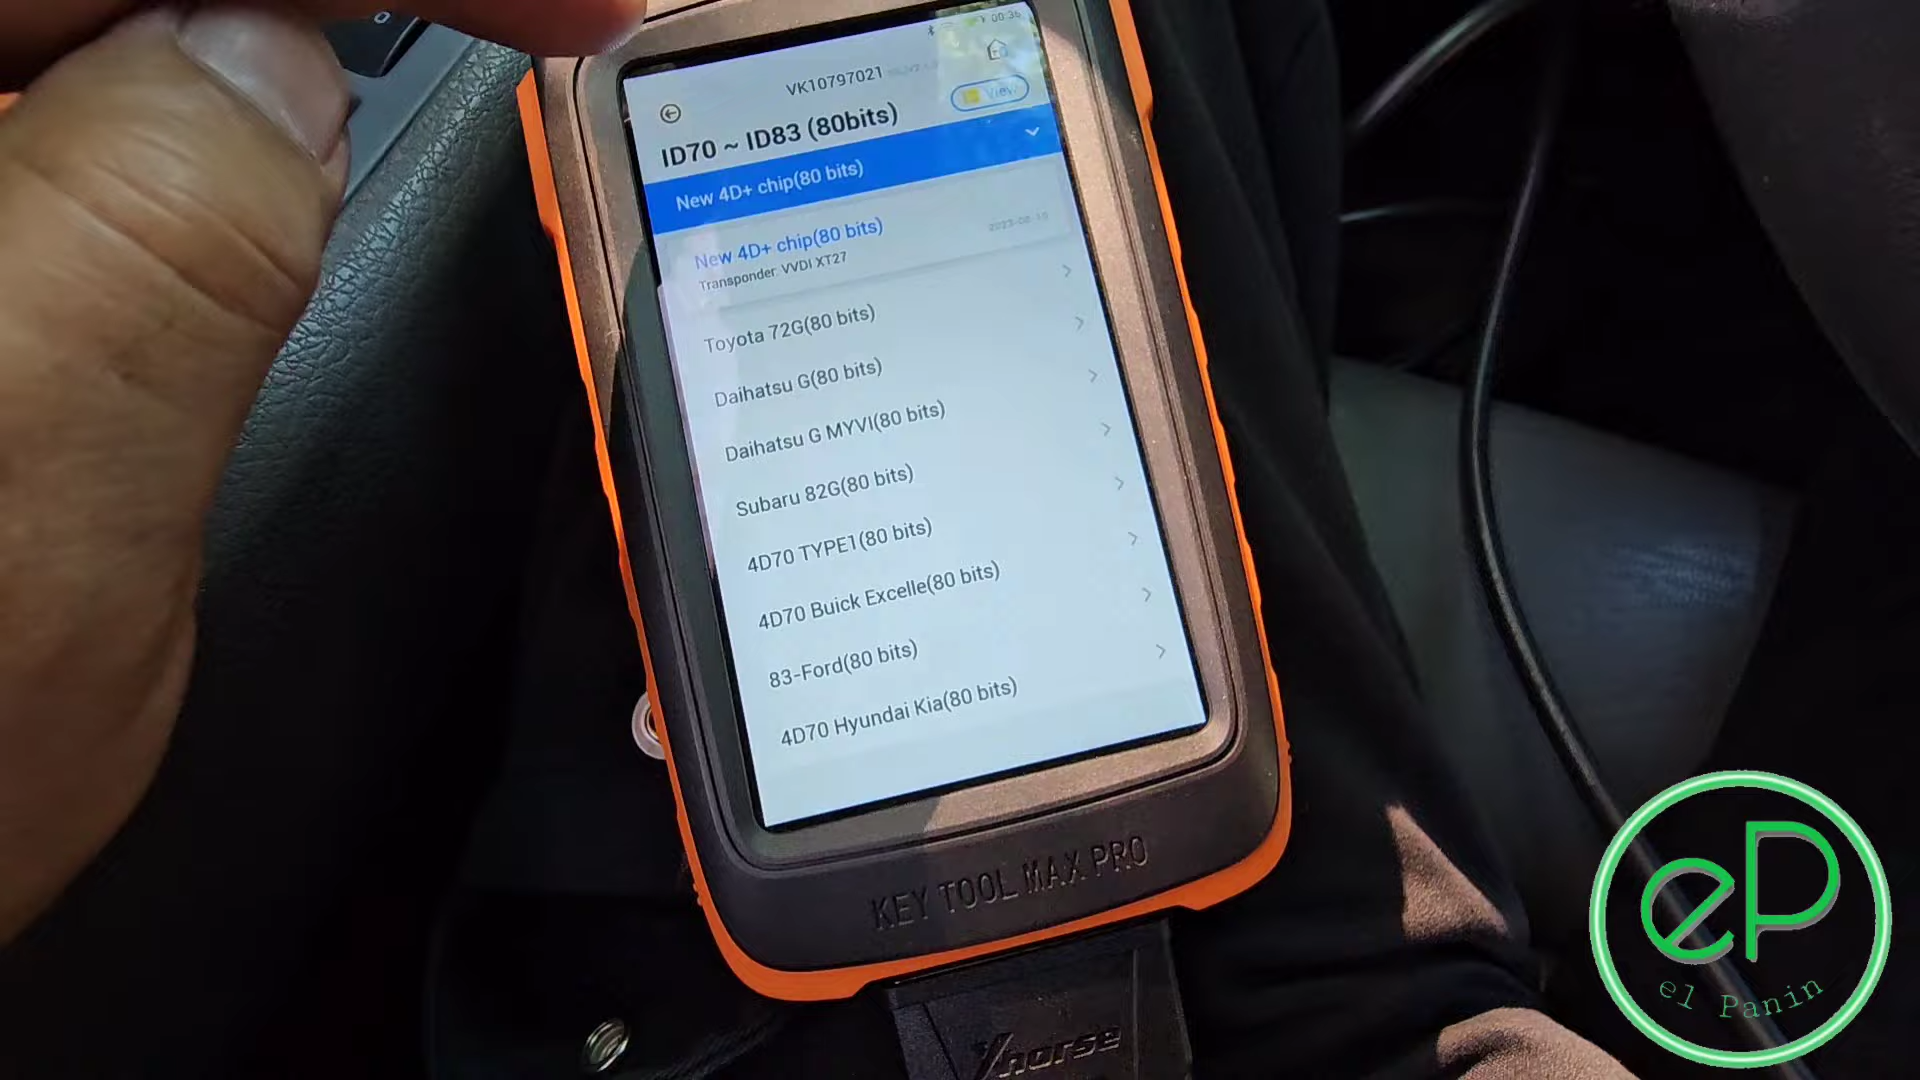 00:36
VK10797021
View
ID70 ~ ID83 (80bits)
New 4D+ chip(80 bits)
New 4D+ chip(80 bits)
Transponder: VVDI XT27
Toyota 72G(80 bits)
Daihatsu G(80 bits)
Daihatsu G MYVI(80 bits)
Subaru 82G(80 bits)
4D70 TYPE1(80 bits)
4D70 Buick Excelle(80 bits)
83-Ford(80 bits)
4D70 Hyundai Kia(80 bits)
KEY TOOL MAX PRO
Xhorse
eP
el Panin